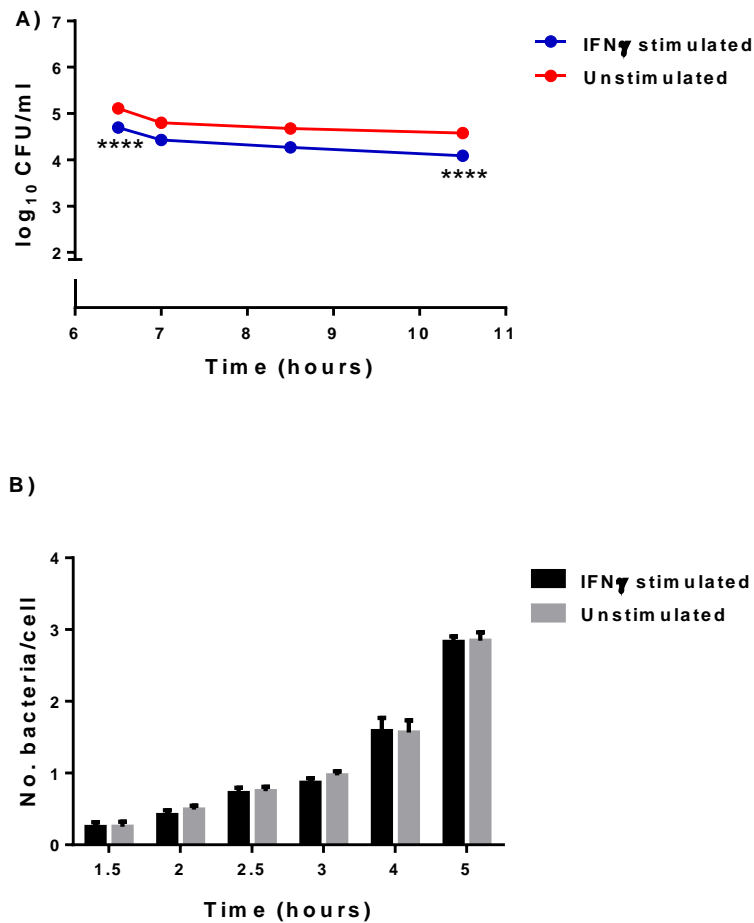 A)
7
6
5
4
3
2
log10 CFU/ml
****
****
6 7 8 9 10 11
Time (hours)
IFNγ stimulated
Unstimulated
B)
4
3
2
1
0
No. bacteria/cell
1.5 2 2.5 3 4 5
Time (hours)
IFNγ stimulated
Unstimulated